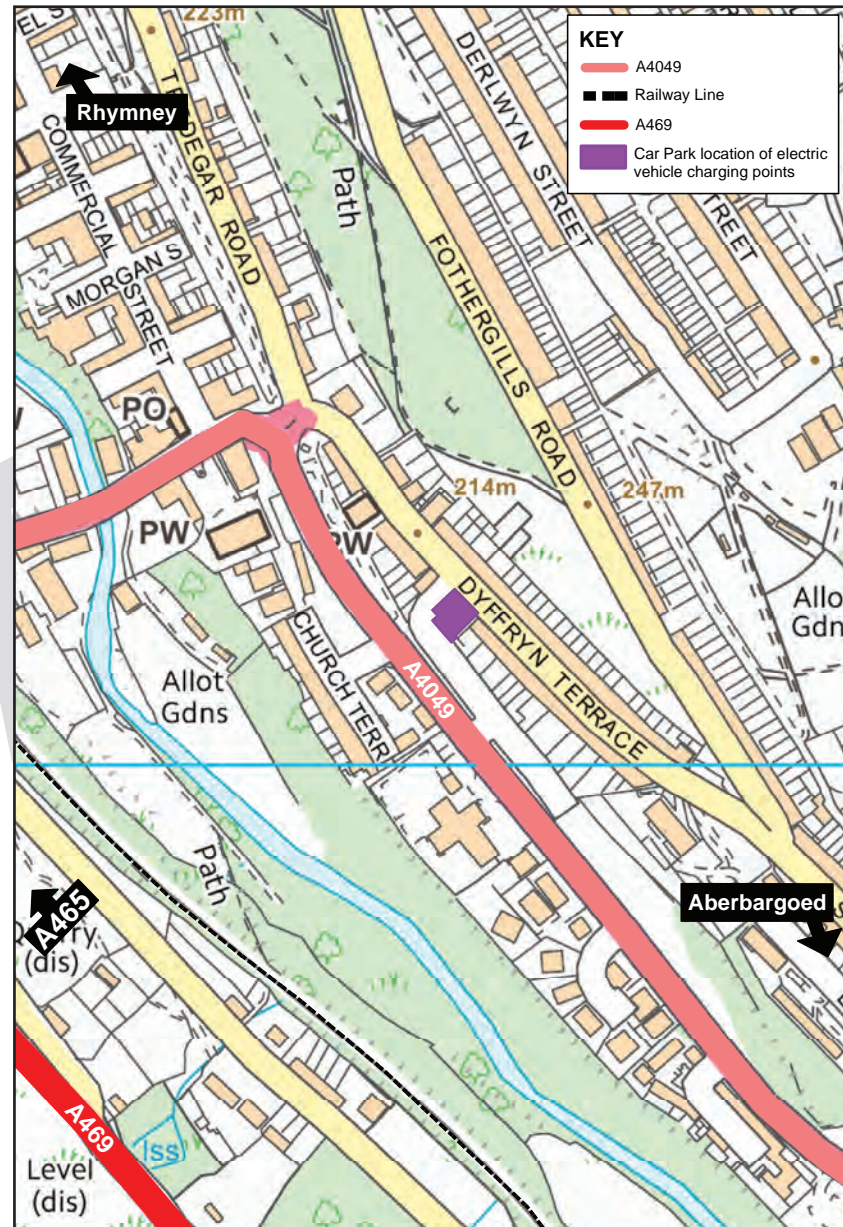 223m
KEY
A4049
Railway Line
A469
Car Park location of electric
vehicle charging points
Rhymney
COMMERCIAL
STREET
MORGAN S
TREDEGAR ROAD
Path
DERLWYN STREET
STREET
FOTHERGILLS ROAD
PO
PW
PW
214m
247m
Allo
Gdn
DYFFRYN TERRACE
CHURCH TERR
A4049
Allot
Gdns
Path
A465
(dis)
Aberbargoed
A469
Iss
Level
(dis)